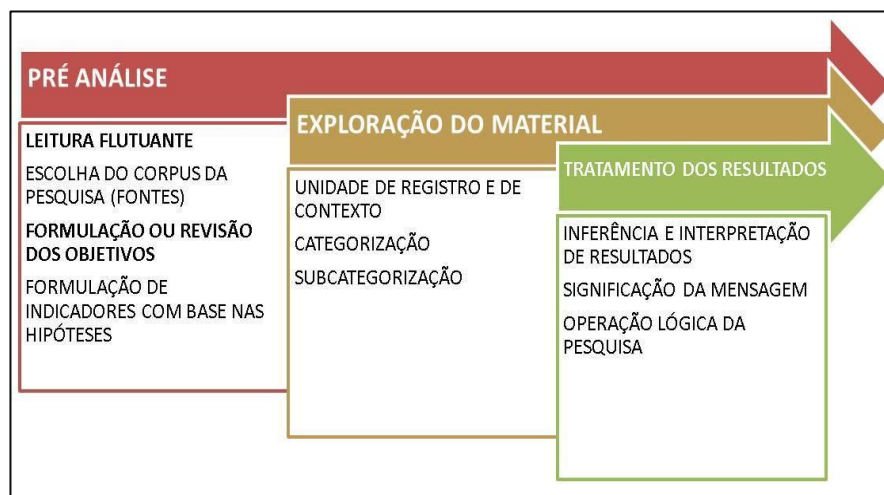 PRÉ ANÁLISE
LEITURA FLUTUANTE
ESCOLHA DO CORPUS DA
PESQUISA (FONTES)
FORMULAÇÃO OU REVISÃO
DOS OBJETIVOS
FORMULAÇÃO DE
INDICADORES COM BASE NAS
HIPÓTESES
EXPLORAÇÃO DO MATERIAL
UNIDADE DE REGISTRO E DE
CONTEXTO
CATEGORIZAÇÃO
SUBCATEGORIZAÇÃO
TRATAMENTO DOS RESULTADOS
INFERÊNCIA E INTERPRETAÇÃO
DE RESULTADOS
SIGNIFICAÇÃO DA MENSAGEM
OPERAÇÃO LÓGICA DA
PESQUISA